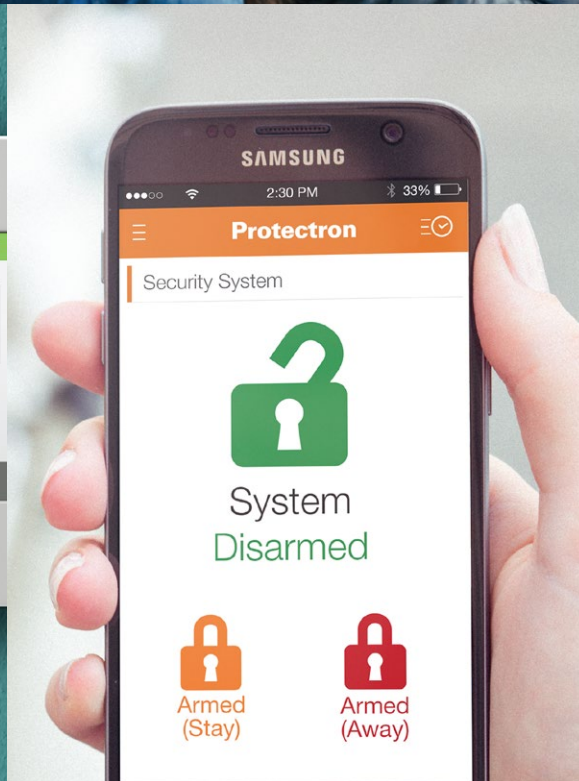 SAMSUNG
2:30 PM
33%
Protectron
Security System
System
Disarmed
Armed
(Stay)
Armed
(Away)